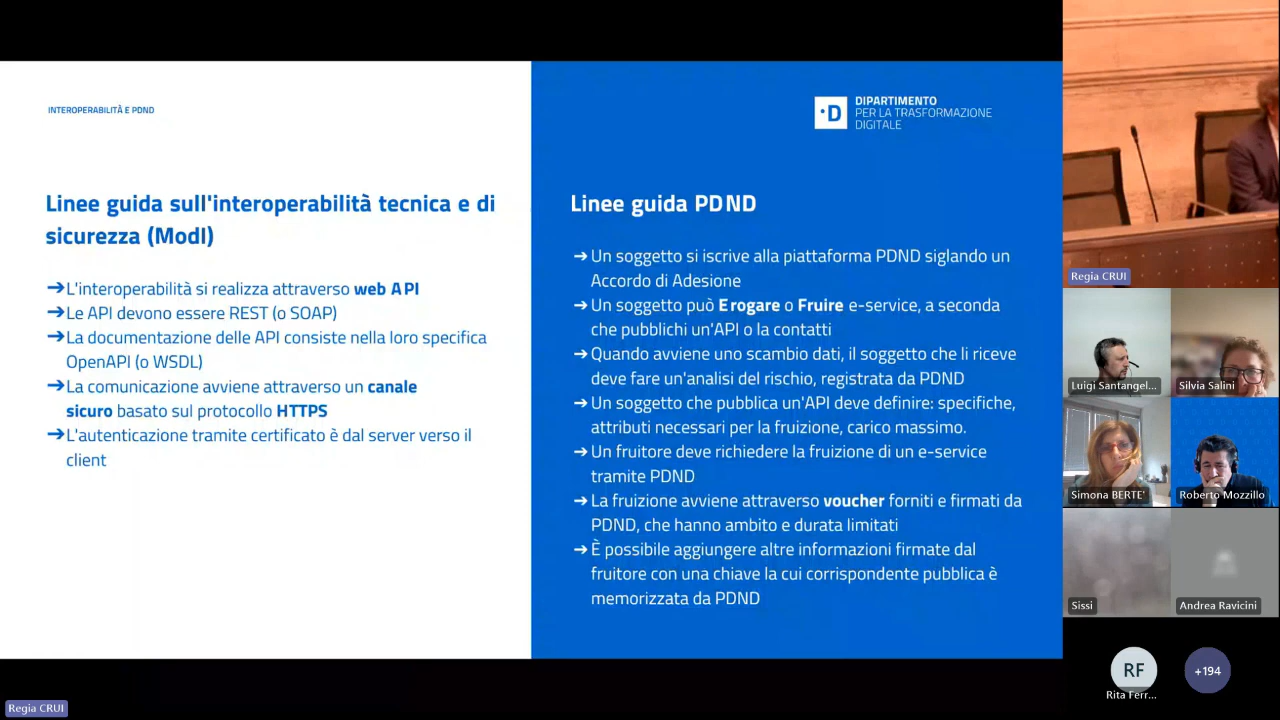 INTEROPERABILITÀ E PDND
·D
DIPARTIMENTO
PER LA TRASFORMAZIONE
DIGITALE
Linee guida sull'interoperabilità tecnica e di
sicurezza (ModI)
➔L'interoperabilità si realizza attraverso web API
➔Le API devono essere REST (o SOAP)
➔La documentazione delle API consiste nella loro specifica
OpenAPI (o WSDL)
➔La comunicazione avviene attraverso un canale
sicuro basato sul protocollo HTTPS
➔L'autenticazione tramite certificato è dal server verso il
client
Linee guida PDND
➔Un soggetto si iscrive alla piattaforma PDND siglando un
Accordo di Adesione
➔Un soggetto può Erogare o Fruire e-service, a seconda
che pubblichi un'API o la contatti
➔Quando avviene uno scambio dati, il soggetto che li riceve
deve fare un'analisi del rischio, registrata da PDND
➔Un soggetto che pubblica un'API deve definire: specifiche,
attributi necessari per la fruizione, carico massimo.
➔Un fruitore deve richiedere la fruizione di un e-service
tramite PDND
➔La fruizione avviene attraverso voucher forniti e firmati da
PDND, che hanno ambito e durata limitati
➔È possibile aggiungere altre informazioni firmate dal
fruitore con una chiave la cui corrispondente pubblica è
memorizzata da PDND
Regia CRUI
Luigi Santangel...
Silvia Salini
Simona BERTE'
Roberto Mozzillo
Sissi
Andrea Ravicini
RF
Rita Ferr...
+194
Regia CRUI